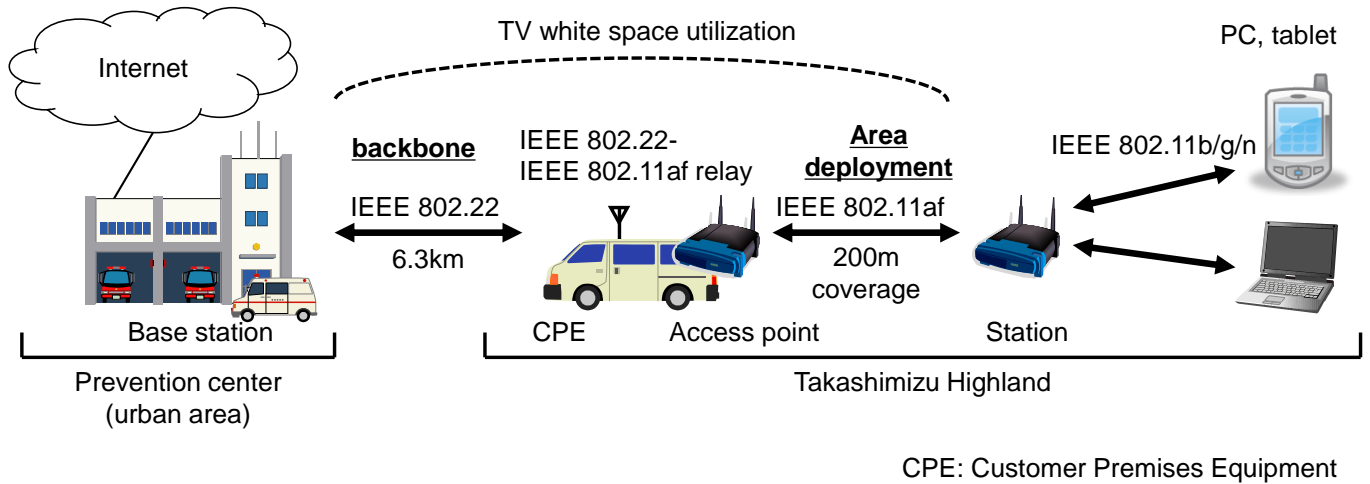 TV white space utilization
PC, tablet
Internet
backbone
IEEE 802.22-
IEEE 802.11af relay
Area
deployment
IEEE 802.11b/g/n
IEEE 802.22
IEEE 802.11af
6.3km
200m
coverage
Base station
CPE
Access point
Station
Prevention center
(urban area)
Takashimizu Highland
CPE: Customer Premises Equipment